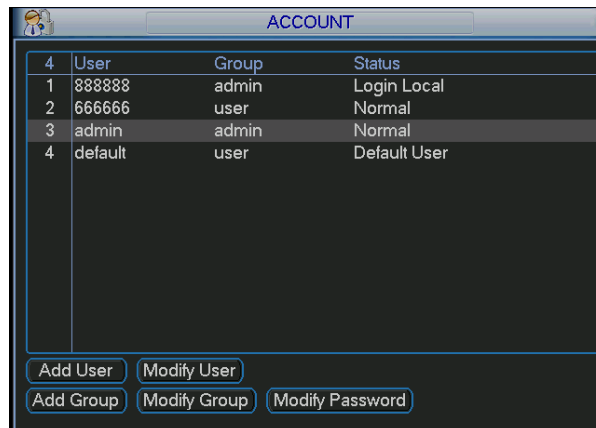 ACCOUNT
4 User Group Status
1 888888 admin Login Local
2 666666 user Normal
3 admin admin Normal
4 default user Default User
Add User Modify User
Add Group Modify Group Modify Password